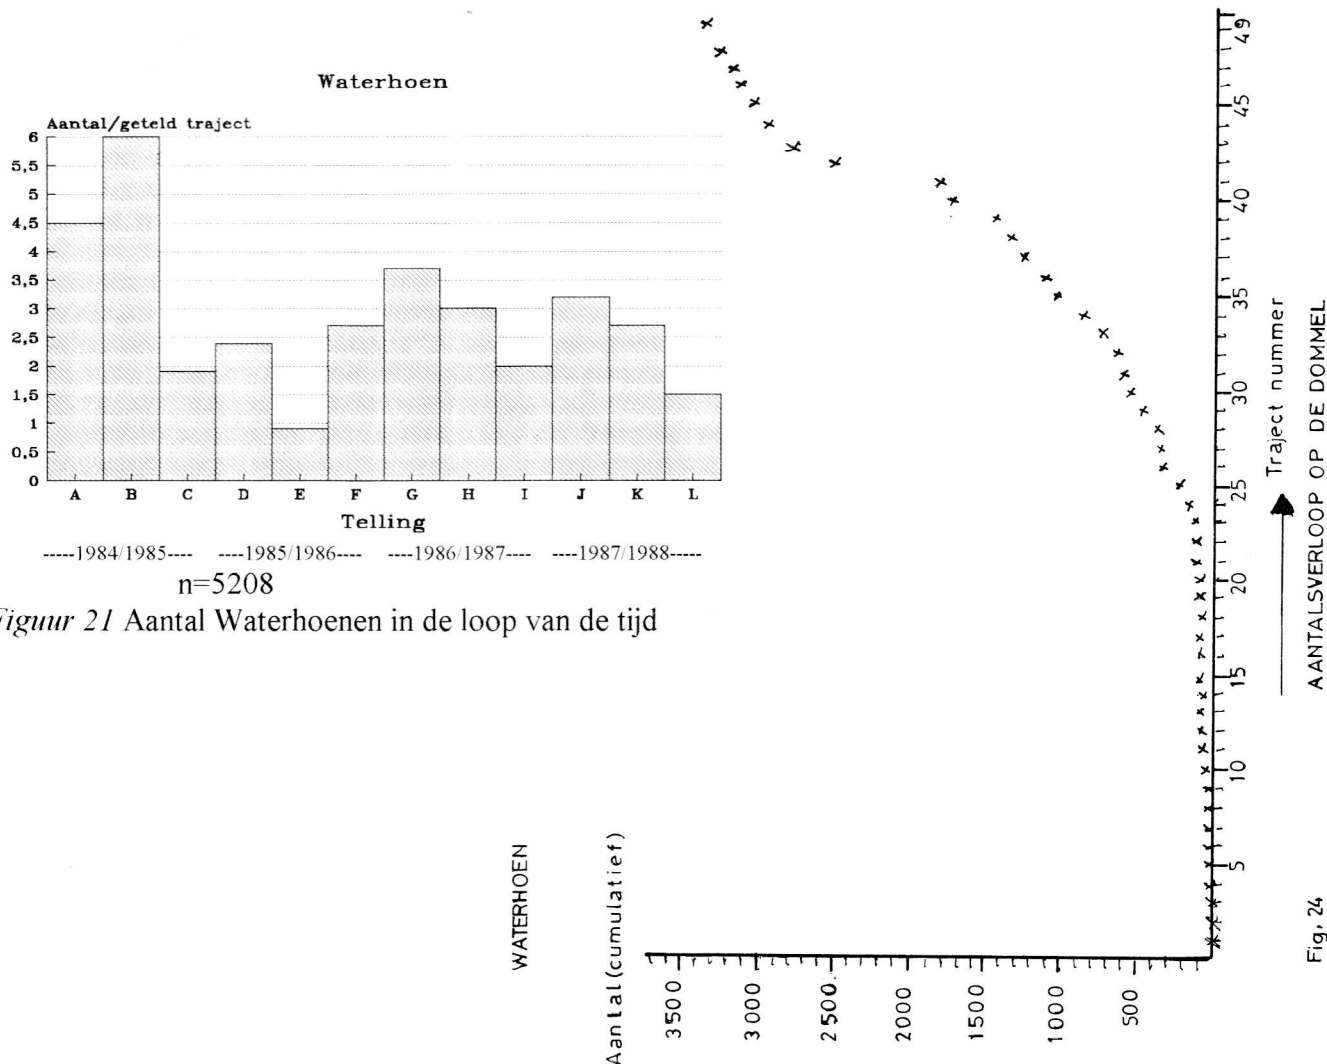 Waterhoen
Aantal/geteld traject
6
5,5
5
4,5
4
3,5
3
2,5
2
1,5
1
0,5
0
A B C D E F G H I J K L
Telling
-----1984/1985---- ----1985/1986---- ----1986/1987---- ----1987/1988-----
n=5208
iguur 21 Aantal Waterhoenen in de loop van de tijd
WATERHOEN
Aantal (cumulatief)
3500 3000 2500 2000 1500 1000 500
5 10 15 20 25 30 35 40 45 49
Traject nummer
AANTALSVERLOOP OP DE DOMMEL
Fig. 24